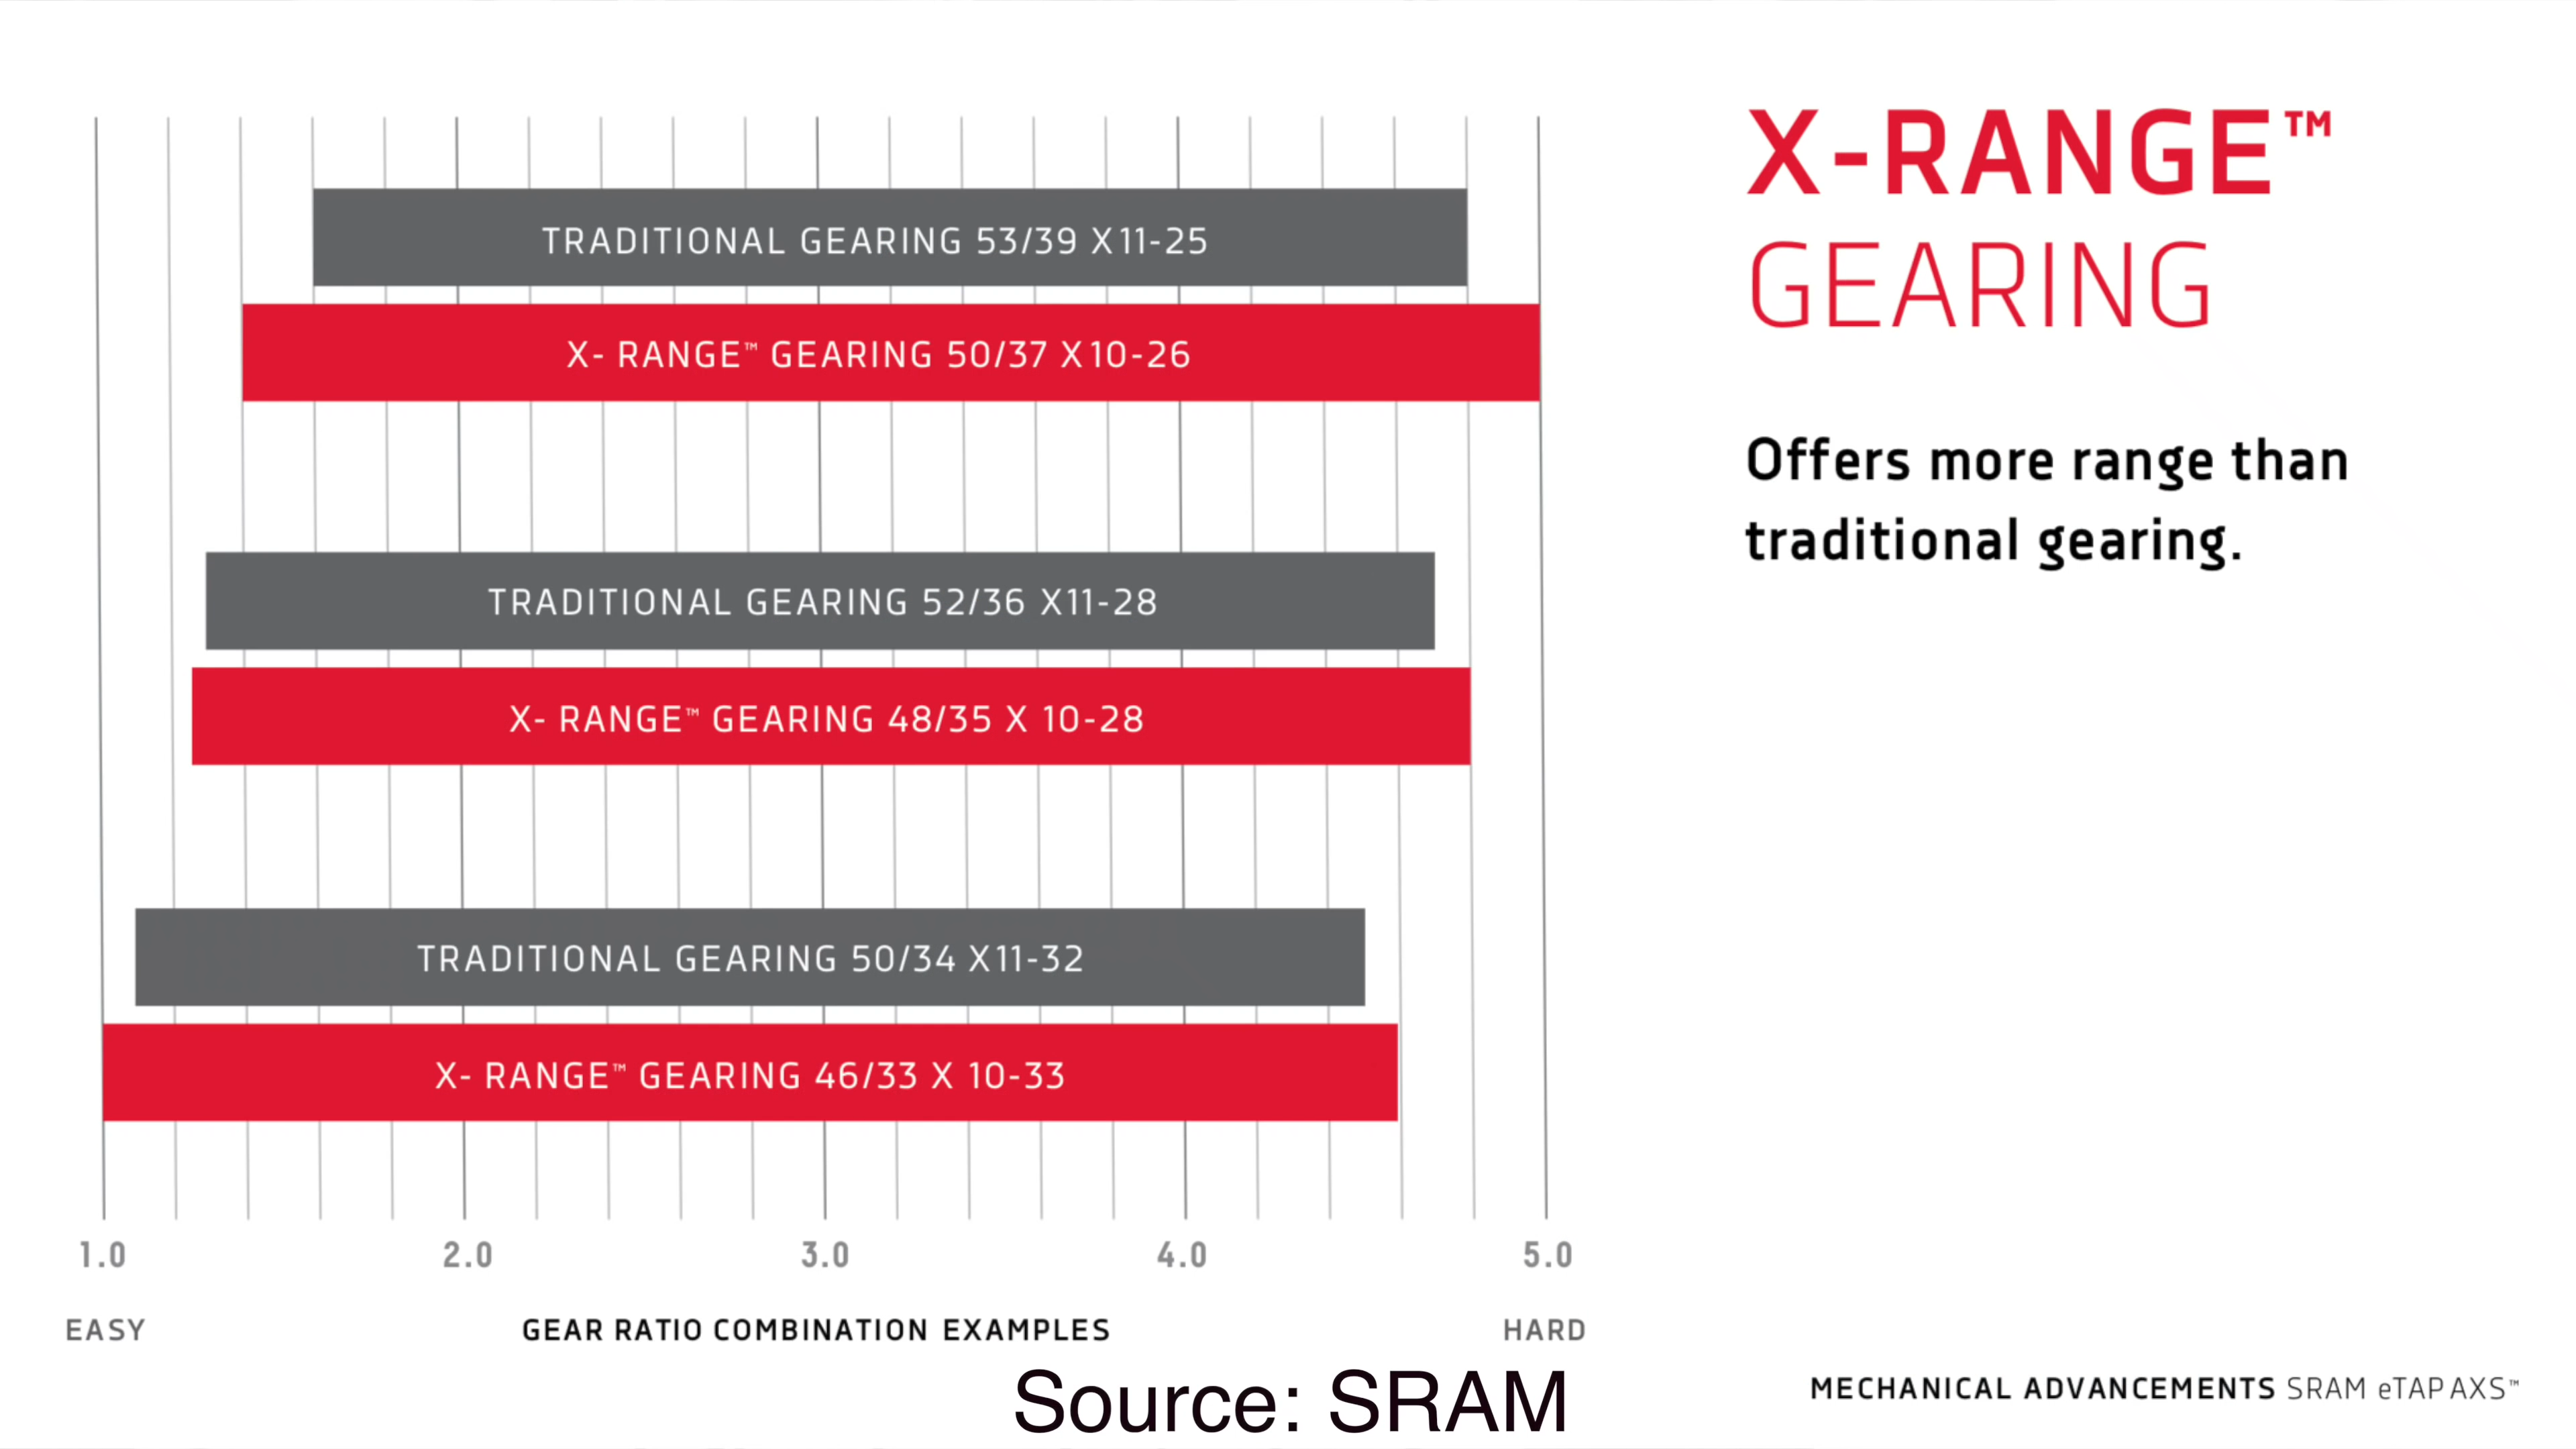 X-RANGE™
GEARING
Offers more range than
traditional gearing.
TRADITIONAL GEARING 53/39 X11-25
X- RANGE™ GEARING 50/37 X10-26
TRADITIONAL GEARING 52/36 X11-28
X- RANGE™ GEARING 48/35 X 10-28
TRADITIONAL GEARING 50/34 X11-32
X- RANGE™ GEARING 46/33 X 10-33
1.0 2.0 3.0 4.0 5.0
EASY GEAR RATIO COMBINATION EXAMPLES HARD
Source: SRAM
MECHANICAL ADVANCEMENTS SRAM eTAP AXS™